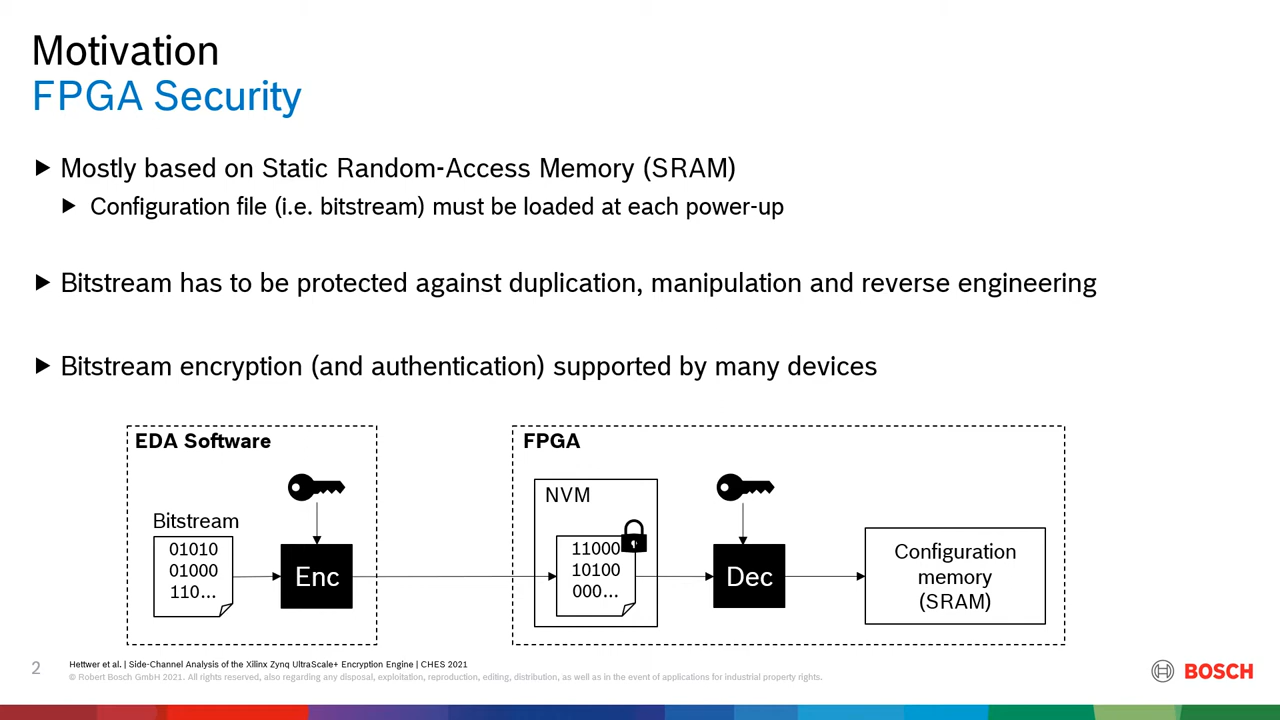 Motivation
FPGA Security
Mostly based on Static Random-Access Memory (SRAM)
Configuration file (i.e. bitstream) must be loaded at each power-up
Bitstream has to be protected against duplication, manipulation and reverse engineering
Bitstream encryption (and authentication) supported by many devices
EDA Software
Bitstream
01010
01000
110...
Enc
FPGA
NVM
11000
10100
000...
Dec
Configuration
memory
(SRAM)
2
Hettwer et al. | Side-Channel Analysis of the Xilinx Zynq UltraScale+ Encryption Engine | CHES 2021
© Robert Bosch GmbH 2021. All rights reserved, also regarding any disposal, exploitation, reproduction, editing, distribution, as well as in the event of applications for industrial property rights.
BOSCH